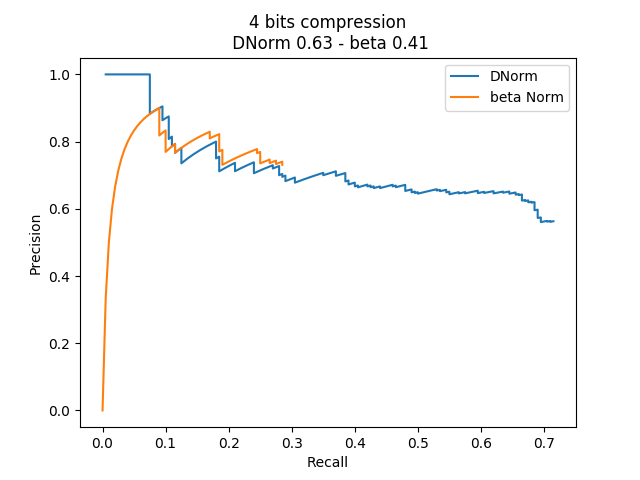 4 bits compression
DNorm 0.63 - beta 0.41
DNorm
beta Norm
1.0
0.8
0.6
0.4
0.2
0.0
Precision
0.0 0.1 0.2 0.3 0.4 0.5 0.6 0.7
Recall